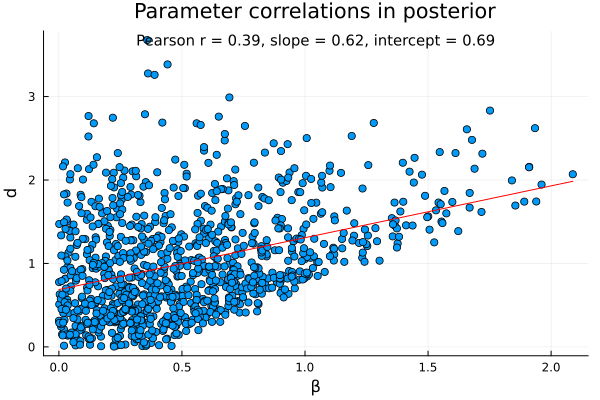 Parameter correlations in posterior
Pearson r = 0.39, slope = 0.62, intercept = 0.69
3
2
1
0
d
0.0 0.5 1.0 1.5 2.0
β